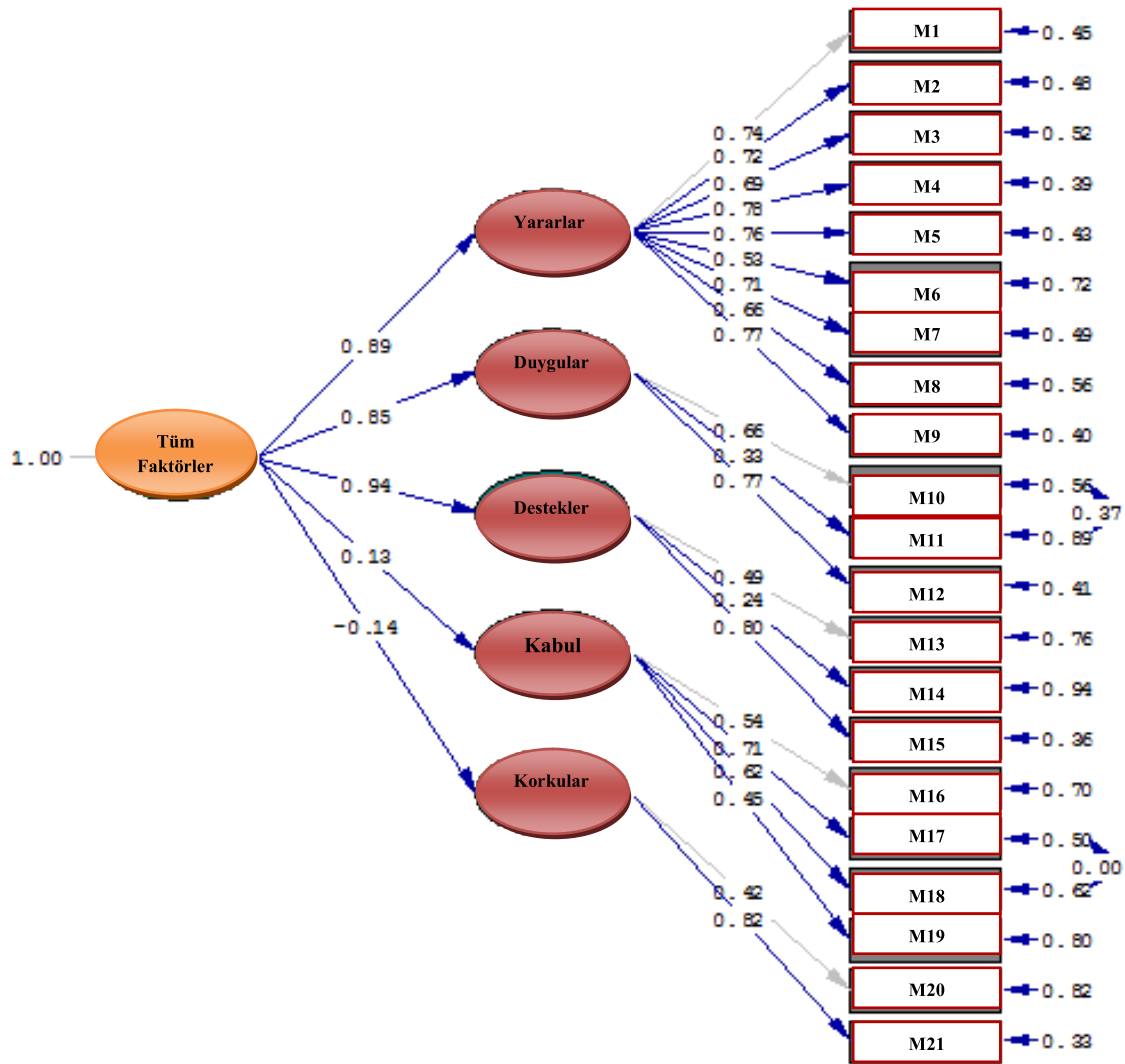 M1
0.45
M2
0.48
M3
0.52
M4
0.39
M5
0.43
M6
0.72
M7
0.49
M8
0.56
M9
0.40
M10
0.56
0.37
M11
0.89
M12
0.41
M13
0.76
M14
0.94
M15
0.36
M16
0.70
M17
0.50
0.00
M18
0.62
M19
0.80
M20
0.82
M21
0.33
0.74
0.72
0.69
0.78
0.76
0.53
0.71
0.66
0.77
0.66
0.33
0.77
0.49
0.24
0.80
0.54
0.71
0.62
0.45
0.42
0.82
Yararlar
Duygular
Destekler
Kabul
Korkular
0.89
0.85
0.94
0.13
-0.14
Tüm
Faktörler
1.00